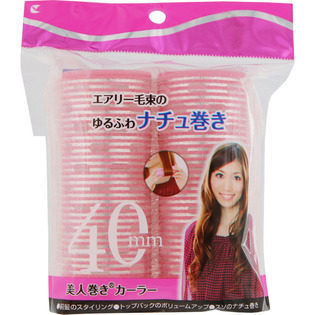 エアリー毛束の
ゆるふわナチュ巻き
40mm
美人巻き®カーラー
●前髪のスタイリング●トップバックのボリュームアップ●スソのナチュ巻き